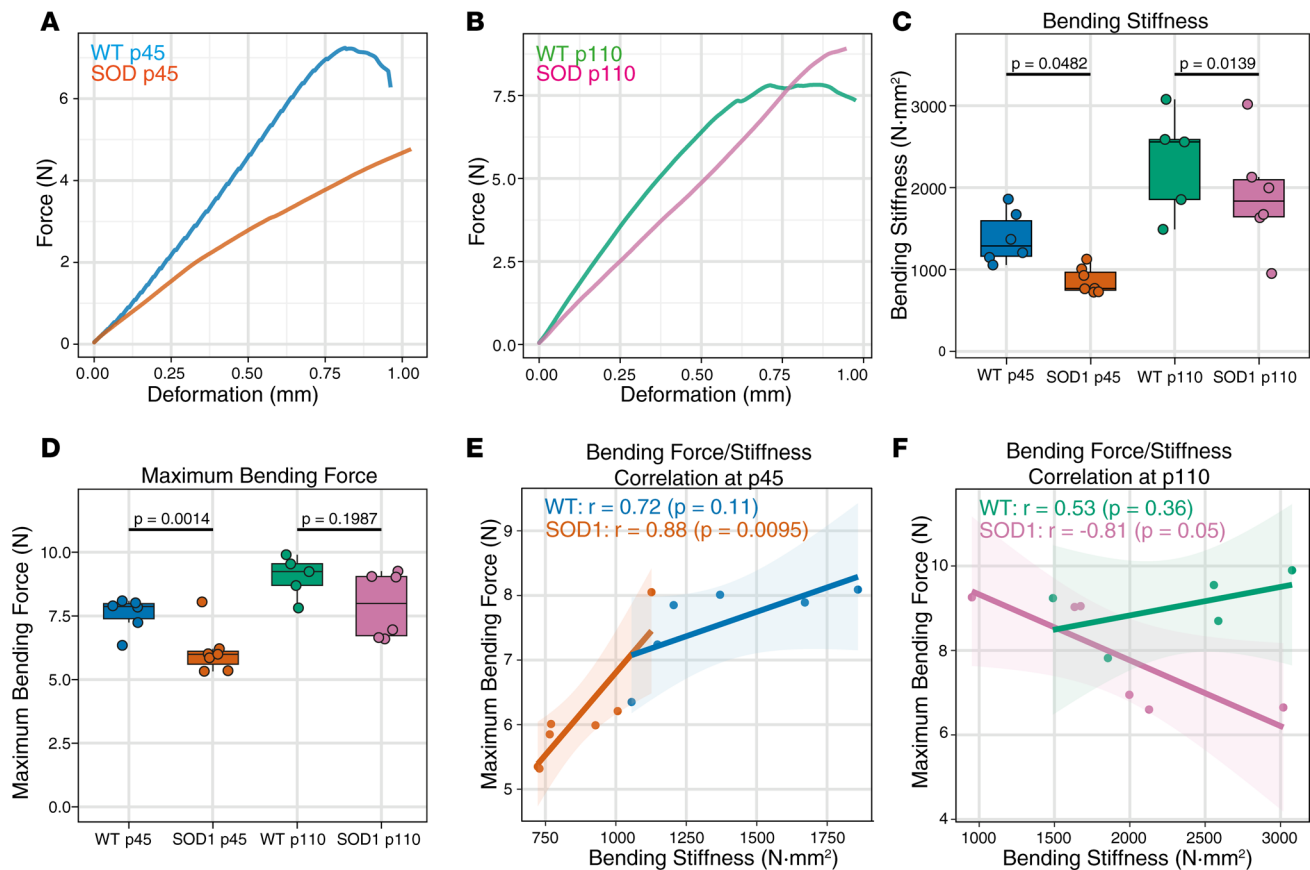 A
WT p45
SOD p45
6
4
2
0
Force (N)
0.00 0.25 0.50 0.75 1.00
Deformation (mm)
B
WT p110
SOD p110
7.5
5.0
2.5
0.0
Force (N)
0.00 0.25 0.50 0.75 1.00
Deformation (mm)
C
Bending Stiffness
p = 0.0482 p = 0.0139
3000
2000
1000
0
Bending Stiffness (N·mm²)
WT p45 SOD1 p45 WT p110 SOD1 p110
D
Maximum Bending Force
p = 0.0014 p = 0.1987
10.0
7.5
5.0
2.5
0.0
Maximum Bending Force (N)
WT p45 SOD1 p45 WT p110 SOD1 p110
E
Bending Force/Stiffness
Correlation at p45
WT: r = 0.72 (p = 0.11)
SOD1: r = 0.88 (p = 0.0095)
9
8
7
6
5
Maximum Bending Force (N)
750 1000 1250 1500 1750
Bending Stiffness (N·mm²)
F
Bending Force/Stiffness
Correlation at p110
WT: r = 0.53 (p = 0.36)
SOD1: r = -0.81 (p = 0.05)
10
8
6
4
Maximum Bending Force (N)
1000 1500 2000 2500 3000
Bending Stiffness (N·mm²)